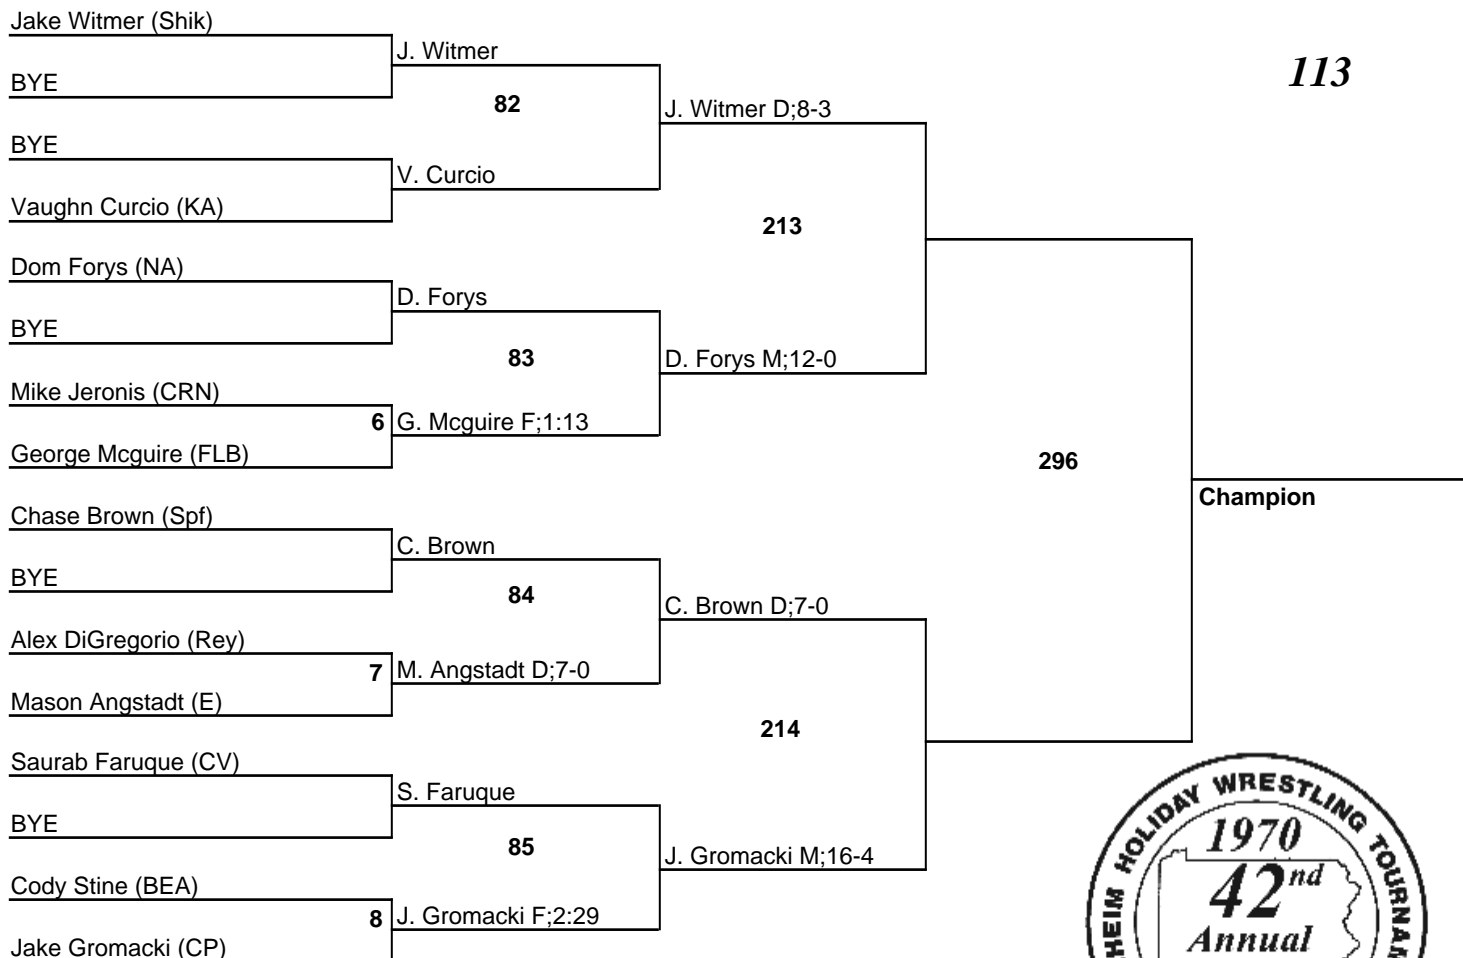 Jake Witmer (Shik)
J. Witmer
113
BYE
82
J. Witmer D;8-3
BYE
V. Curcio
Vaughn Curcio (KA)
213
Dom Forys (NA)
D. Forys
BYE
83
D. Forys M;12-0
Mike Jeronis (CRN)
6 G. Mcguire F;1:13
George Mcguire (FLB)
296
Champion
Chase Brown (Spf)
C. Brown
BYE
84
C. Brown D;7-0
Alex DiGregorio (Rey)
7 M. Angstadt D;7-0
Mason Angstadt (E)
214
Saurab Faruque (CV)
S. Faruque
BYE
85
J. Gromacki M;16-4
Cody Stine (BEA)
8 J. Gromacki F;2:29
Jake Gromacki (CP)
HEIM HOLIDAY WRESTLING TOURNAM
1970
42nd
Annual